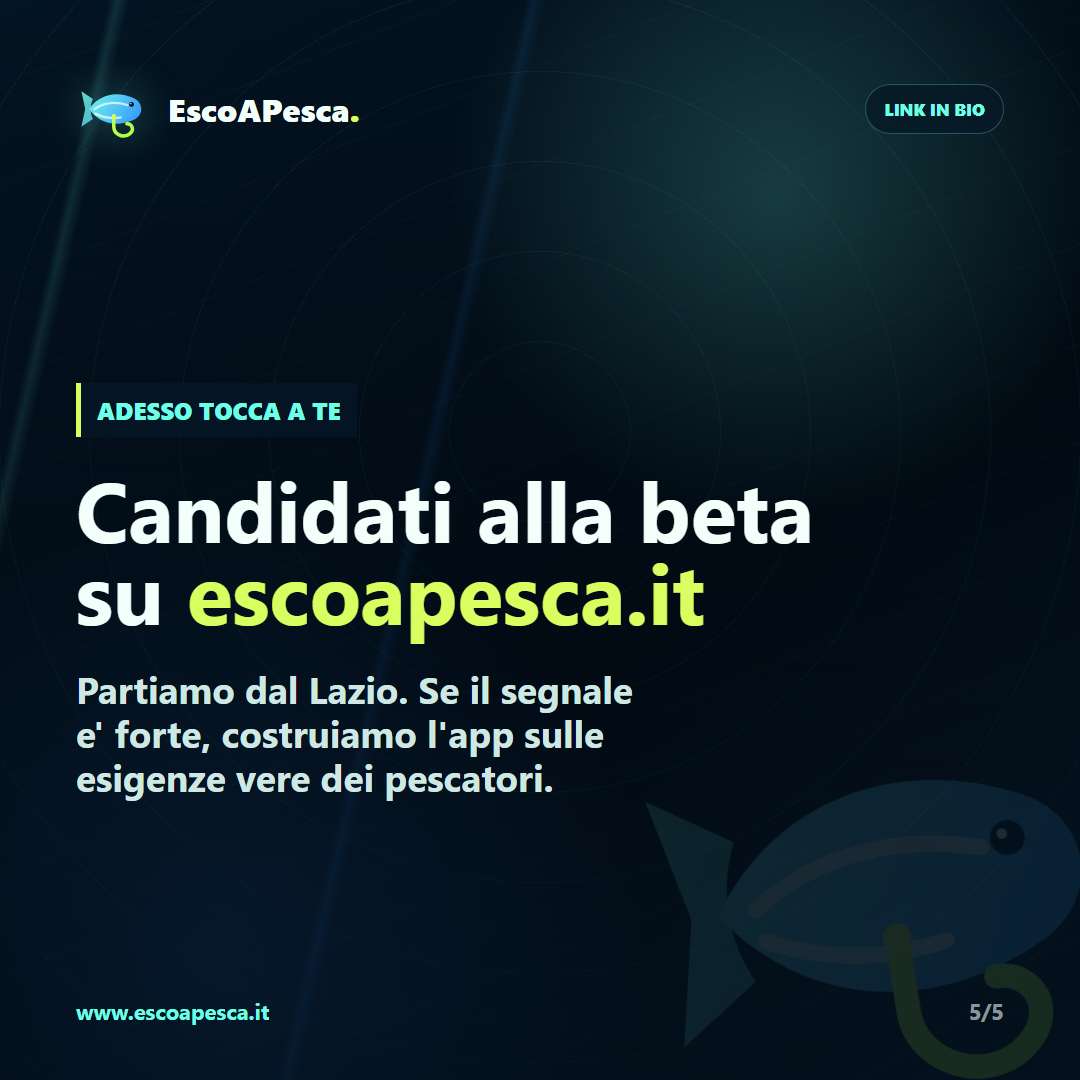 EscoAPesca.
LINK IN BIO
ADESSO TOCCA A TE
Candidati alla beta
su escoapesca.it
Partiamo dal Lazio. Se il segnale
e' forte, costruiamo l'app sulle
esigenze vere dei pescatori.
www.escoapesca.it
5/5